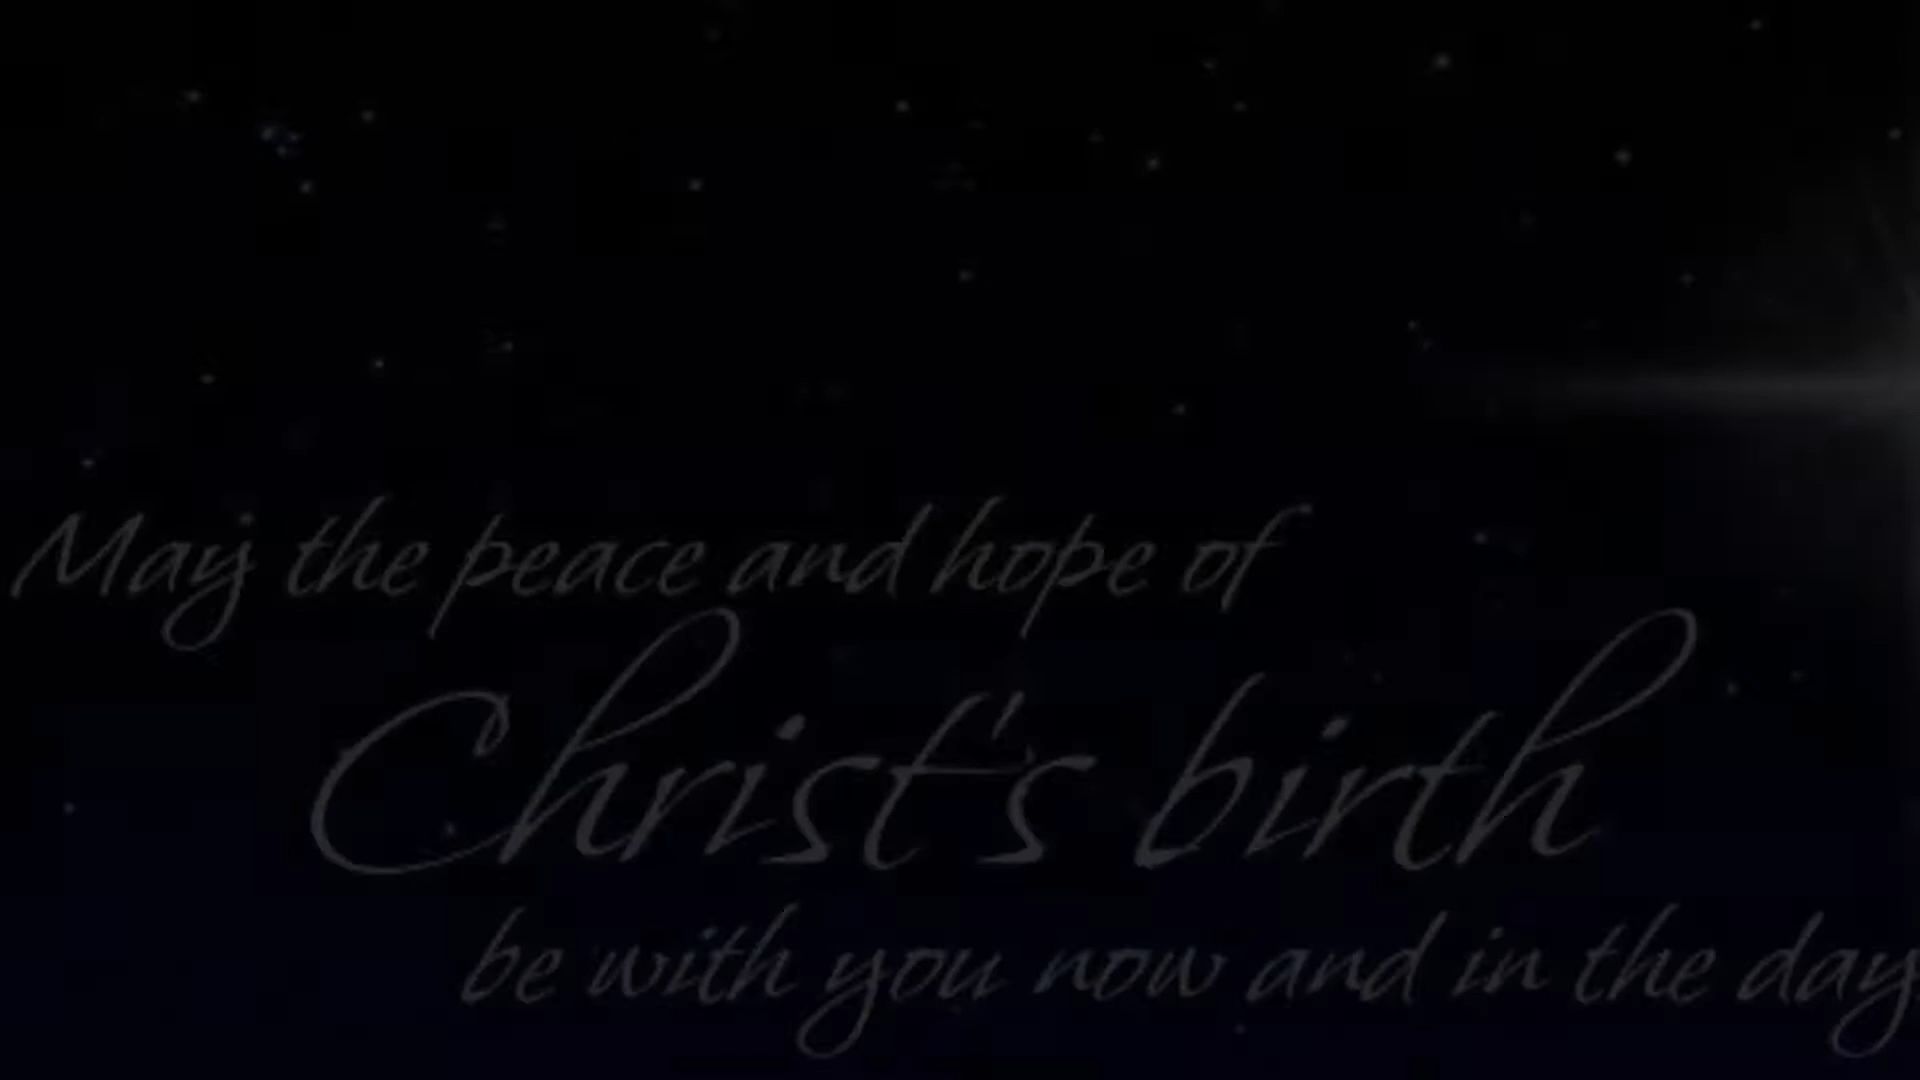 May the peace and hope of
Christ's birth
be with you now and in the day